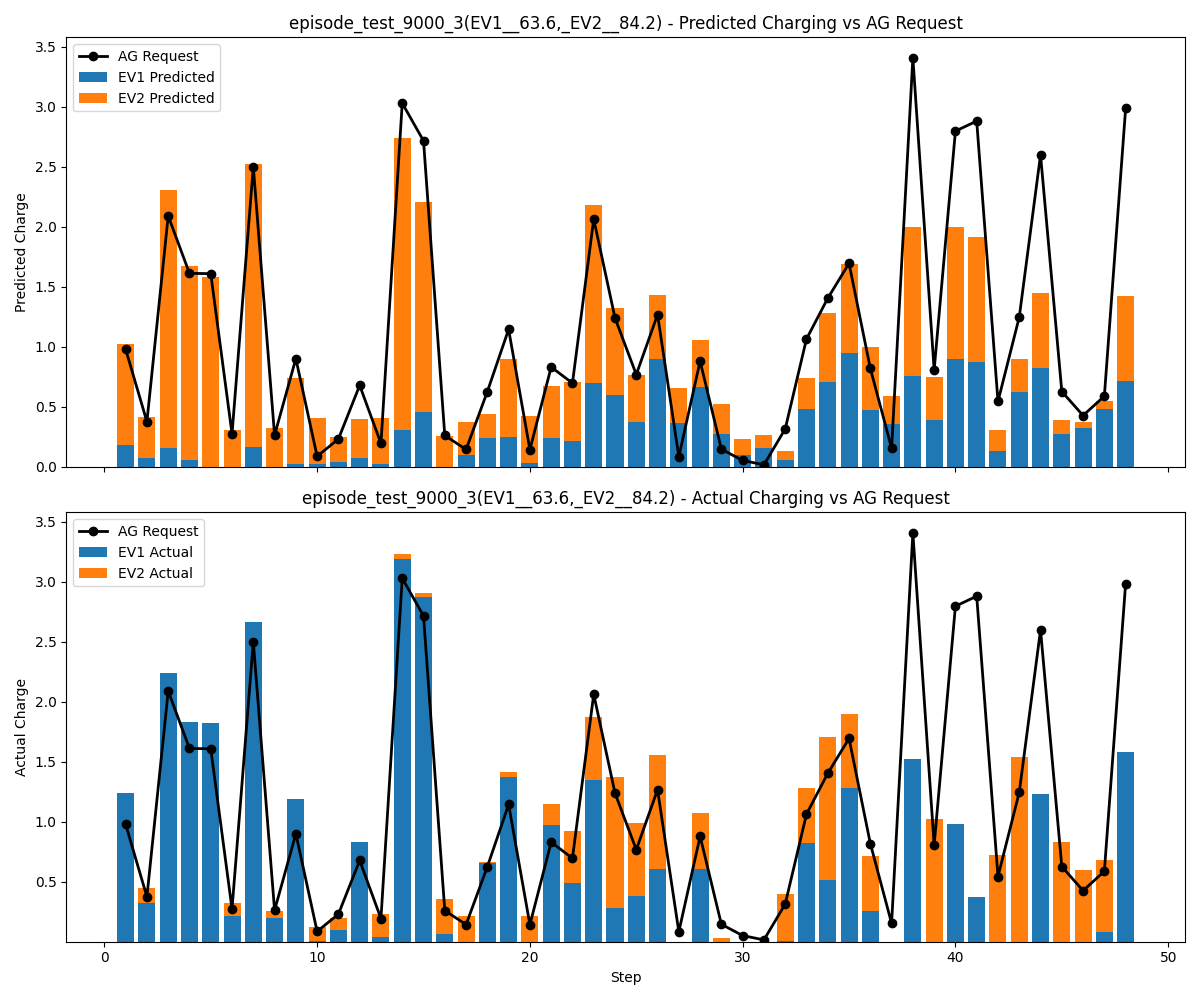 episode_test_9000_3(EV1__63.6,_EV2__84.2) - Predicted Charging vs AG Request
3.5
3.0
2.5
2.0
1.5
1.0
0.5
0.0
Predicted Charge
AG Request
EV1 Predicted
EV2 Predicted
episode_test_9000_3(EV1__63.6,_EV2__84.2) - Actual Charging vs AG Request
3.5
3.0
2.5
2.0
1.5
1.0
0.5
Actual Charge
AG Request
EV1 Actual
EV2 Actual
0 10 20 30 40 50
Step